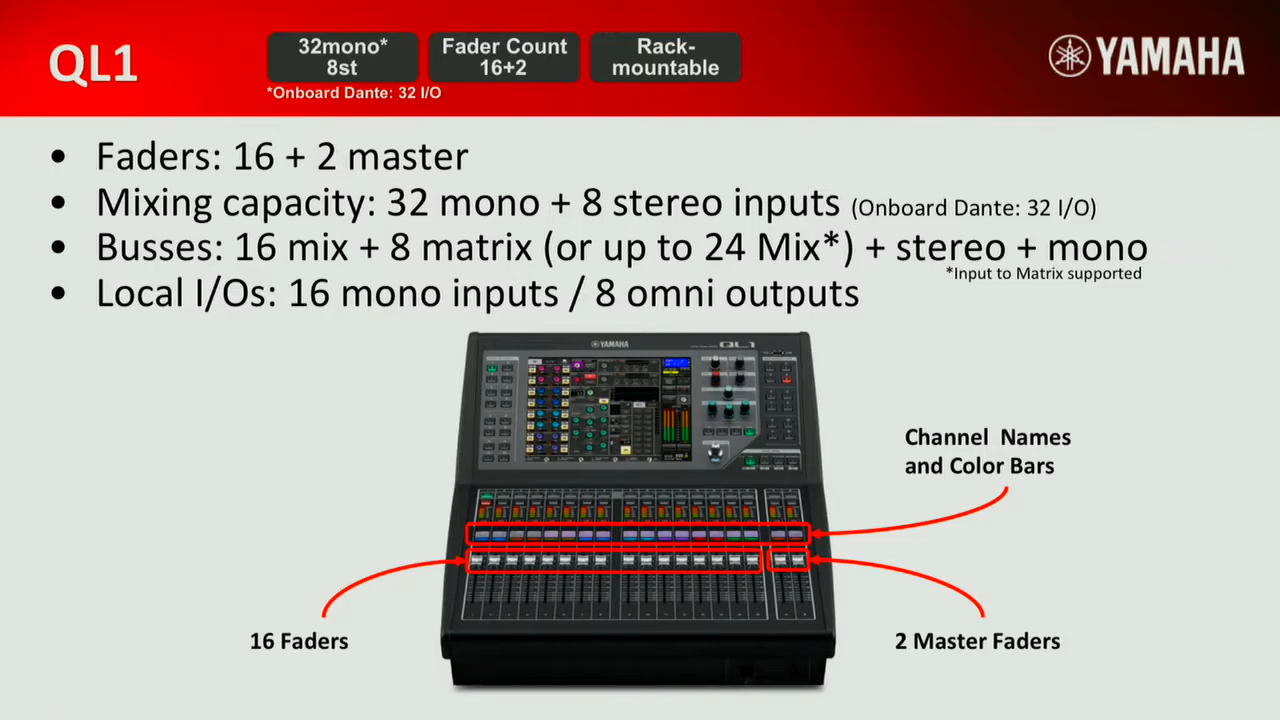 QL1
32mono*
8st
Fader Count
16+2
Rack-
mountable
*Onboard Dante: 32 I/O
YAMAHA
• Faders: 16 + 2 master
• Mixing capacity: 32 mono + 8 stereo inputs (Onboard Dante: 32 I/O)
• Busses: 16 mix + 8 matrix (or up to 24 Mix*) + stereo + mono
*Input to Matrix supported
• Local I/Os: 16 mono inputs / 8 omni outputs
YAMAHA
QL1
Channel Names
and Color Bars
16 Faders
2 Master Faders